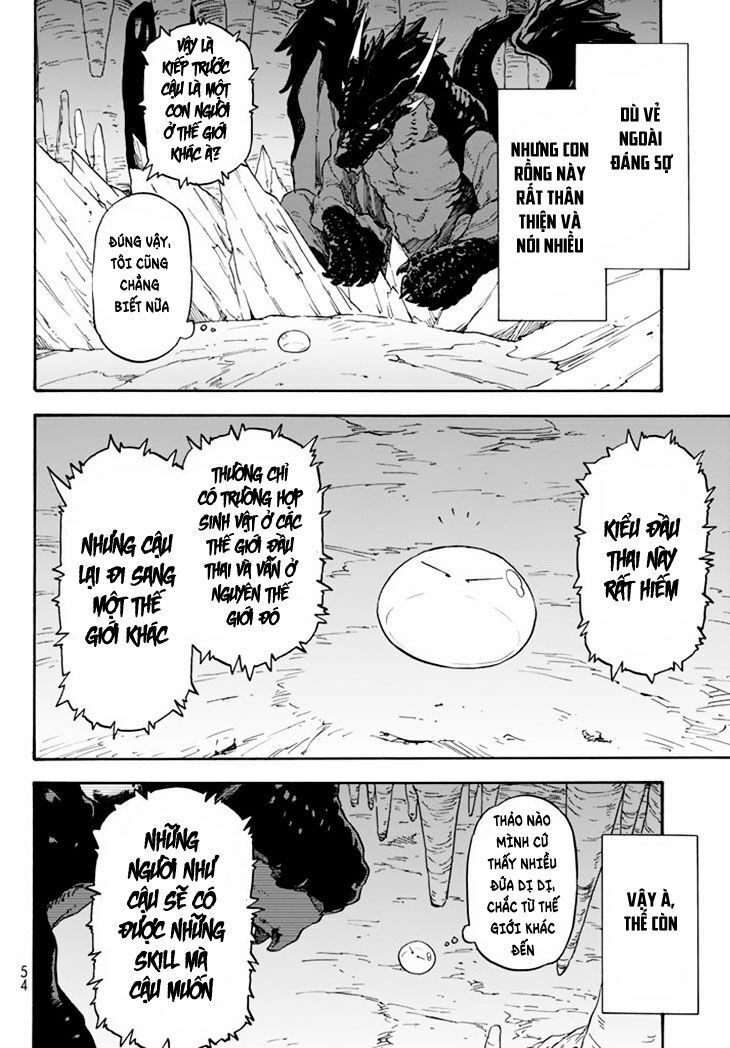 DÙ VẺ
NGOÀI
ĐÁNG SỢ
NHƯNG CON
RỒNG NÀY
RẤT THÂN
THIỆN VÀ
NÓI NHIỀU
VẬY LÀ
KIẾP TRƯỚC
CẬU LÀ MỘT
CON NGƯỜI
Ở THẾ GIỚI
KHÁC À?
ĐÚNG VẬY,
TÔI CŨNG
CHẲNG
BIẾT NỮA
KIỂU ĐẦU
THAI NÀY
RẤT HIẾM
THƯỜNG CHỈ
CÓ TRƯỜNG HỢP
SINH VẬT Ở CÁC
THẾ GIỚI ĐẦU
THAI VÀ VẪN Ở
NGUYÊN THẾ
GIỚI ĐÓ
NHƯNG CẬU
LẠI ĐI SANG
MỘT THẾ
GIỚI KHÁC
VẬY À,
THẾ CÒN
THẢO NÀO
MÌNH CỨ
THẤY NHIỀU
ĐỨA DỊ DỊ,
CHẮC TỪ THẾ
GIỚI KHÁC
ĐẾN
NHỮNG
NGƯỜI NHƯ
CẬU SẼ CÓ
ĐƯỢC NHỮNG
SKILL MÀ
CẬU MUỐN
54